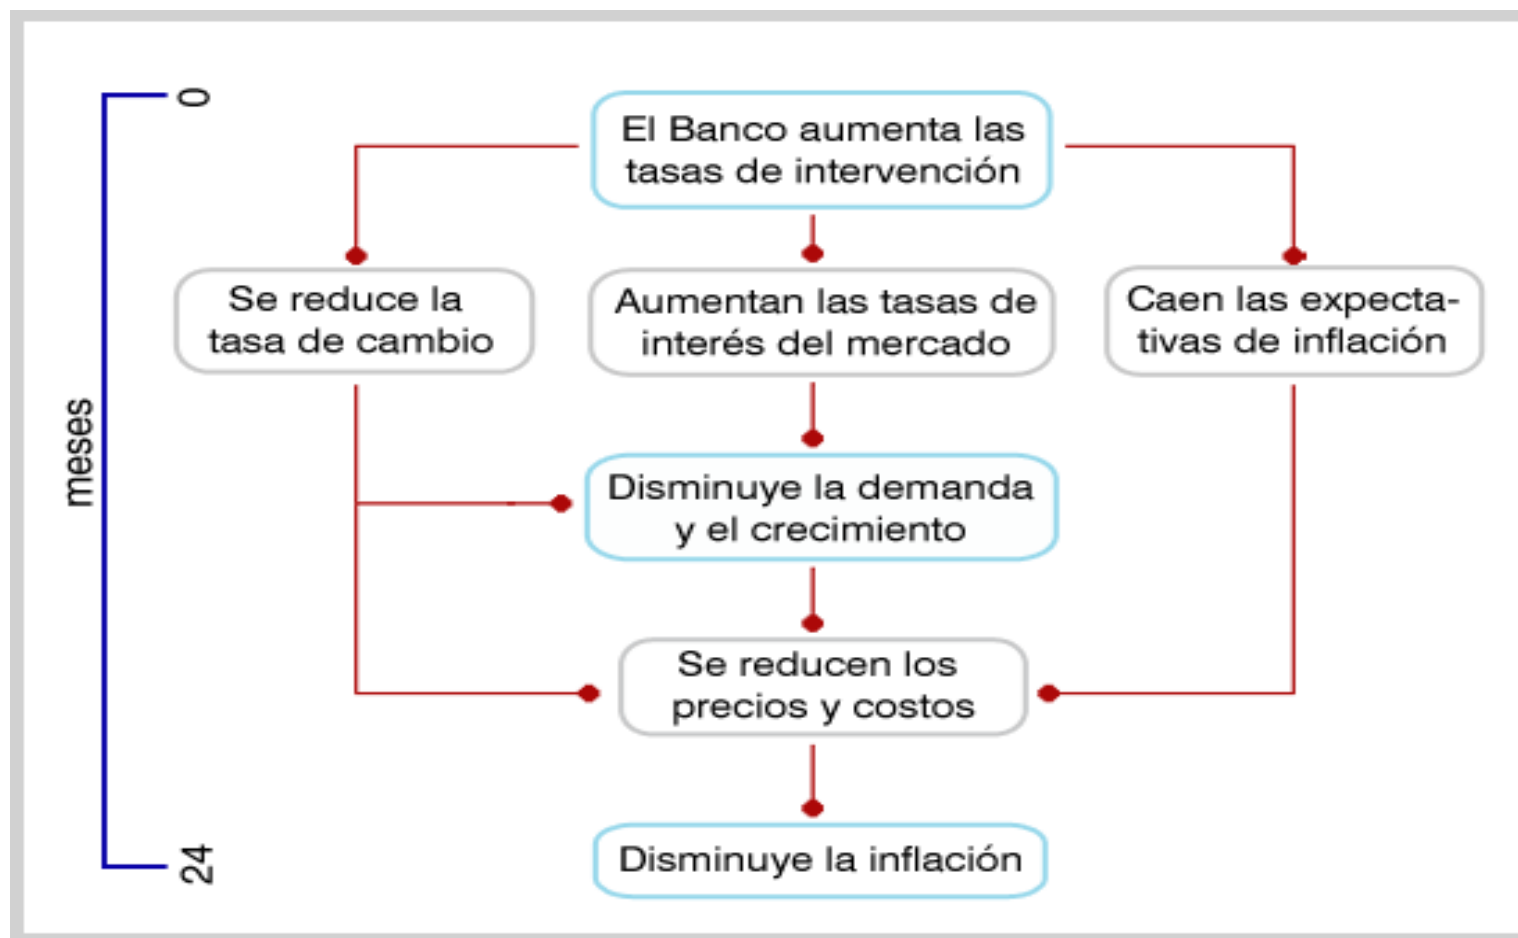 0
El Banco aumenta las
tasas de intervención
Se reduce la
tasa de cambio
Aumentan las tasas de
interés del mercado
Caen las expecta-
tivas de inflación
meses
Disminuye la demanda
y el crecimiento
Se reducen los
precios y costos
24
Disminuye la inflación